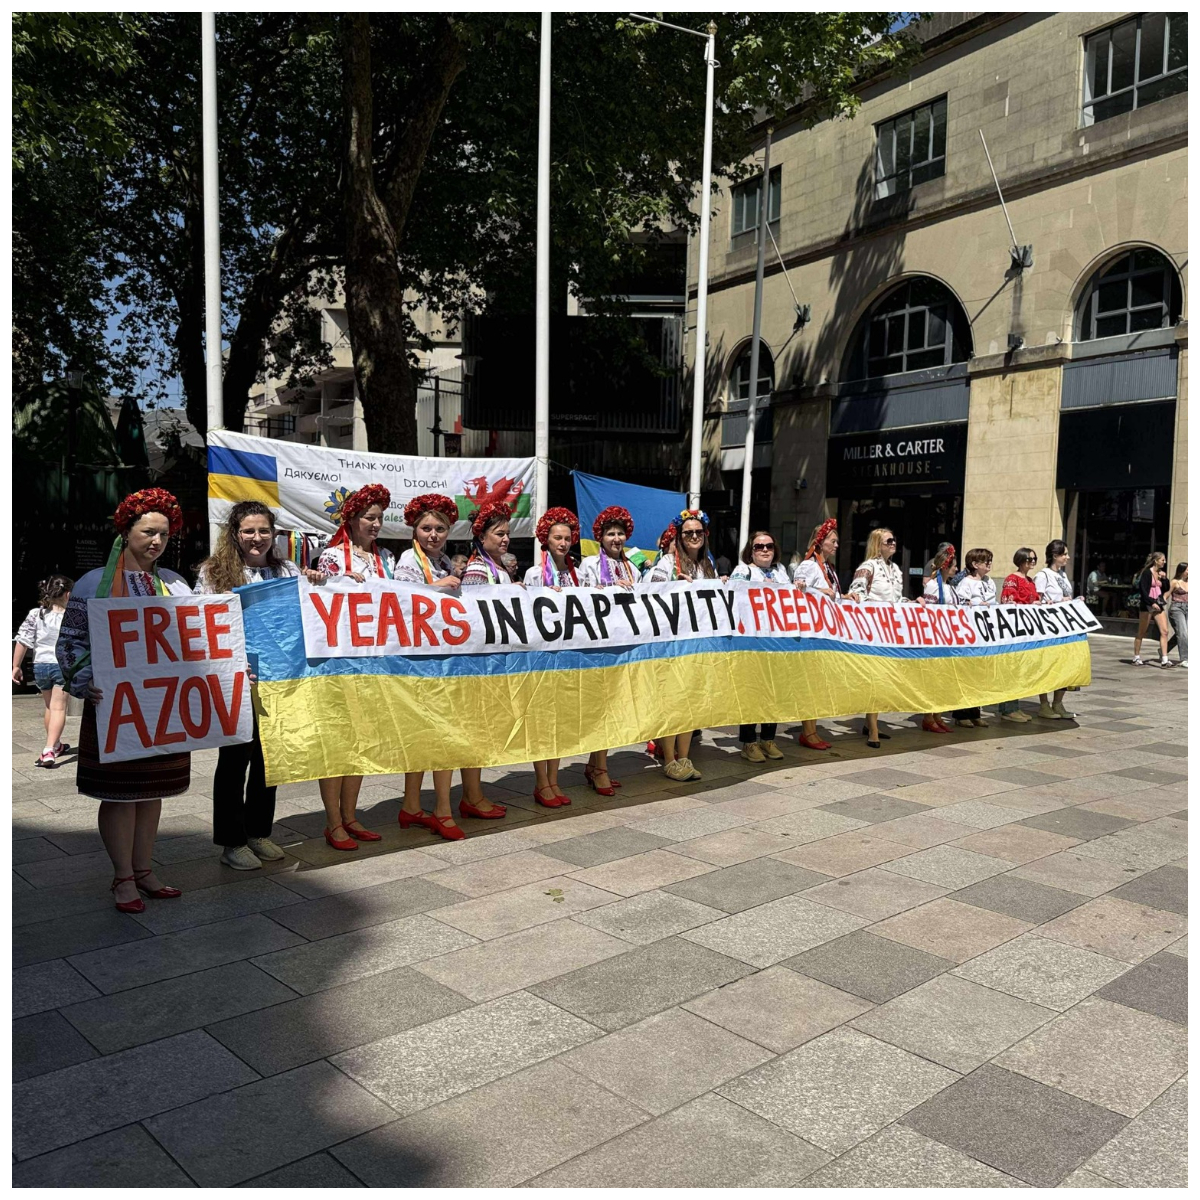 THANK YOU!
ДЯКУЄМО!
DIOLCH!
MILLER & CARTER
STEAKHOUSE
FREE
AZOV
YEARS IN CAPTIVITY. FREEDOM TO THE HEROES OF AZOVSTAL